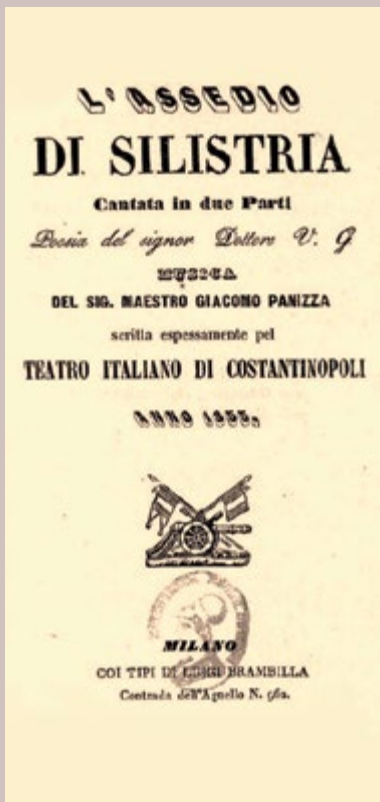 L'ASSEDIO
DI SILISTRIA
Cantata in due Parti
Poesia del signor Dottore V. G
MUSICA
DEL SIG. MAESTRO GIACOMO PANIZZA
scritta espessamente pel
TEATRO ITALIANO DI COSTANTINOPOLI
ANNO 1855.
MILANO
COI TIPI DI LUIGI BRAMBILLA
Contrada dell'Agnello N. 962.